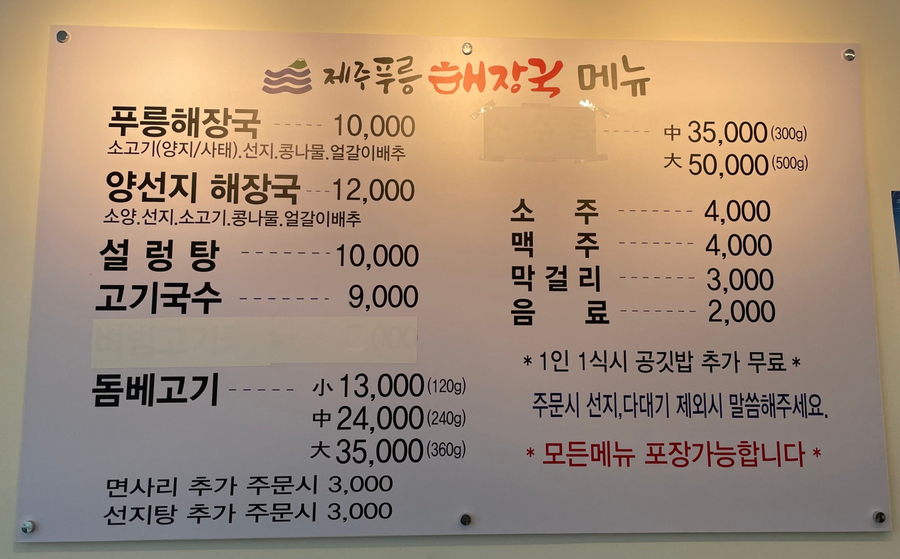 제주푸릉 해장국 메뉴
푸릉해장국 ----- 10,000
소고기(양지/사태).선지.콩나물.얼갈이배추
양선지 해장국 --- 12,000
소양.선지.소고기.콩나물.얼갈이배추
설렁탕 -------- 10,000
고기국수 ------- 9,000
돔베고기 ----- 小 13,000(120g)
中 24,000(240g)
大 35,000(360g)
면사리 추가 주문시 3,000
선지탕 추가 주문시 3,000
---- 中 35,000(300g)
大 50,000(500g)
소 주 ------- 4,000
맥 주 ------- 4,000
막걸리 ------- 3,000
음 료 ------- 2,000
* 1인 1식시 공깃밥 추가 무료 *
주문시 선지,다대기 제외시 말씀해주세요.
* 모든메뉴 포장가능합니다 *